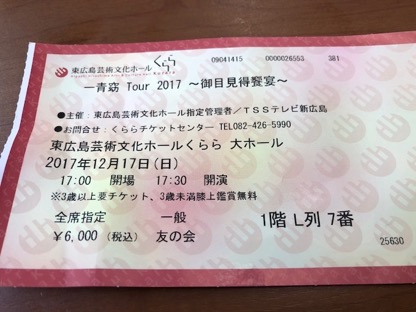 東広島芸術文化ホール くらら 09041415 0000026553 381
一青窈 Tour 2017 ～御目見得饗宴～
●主催：東広島芸術文化ホール指定管理者／TSSテレビ新広島
●お問合せ：くららチケットセンター TEL082-426-5990
東広島芸術文化ホールくらら 大ホール
2017年12月17日(日)
17:00 開場 17:30 開演
※3歳以上要チケット、3歳未満膝上鑑賞無料
全席指定 一般 1階 L列 7番
￥6,000 (税込) 友の会
25630